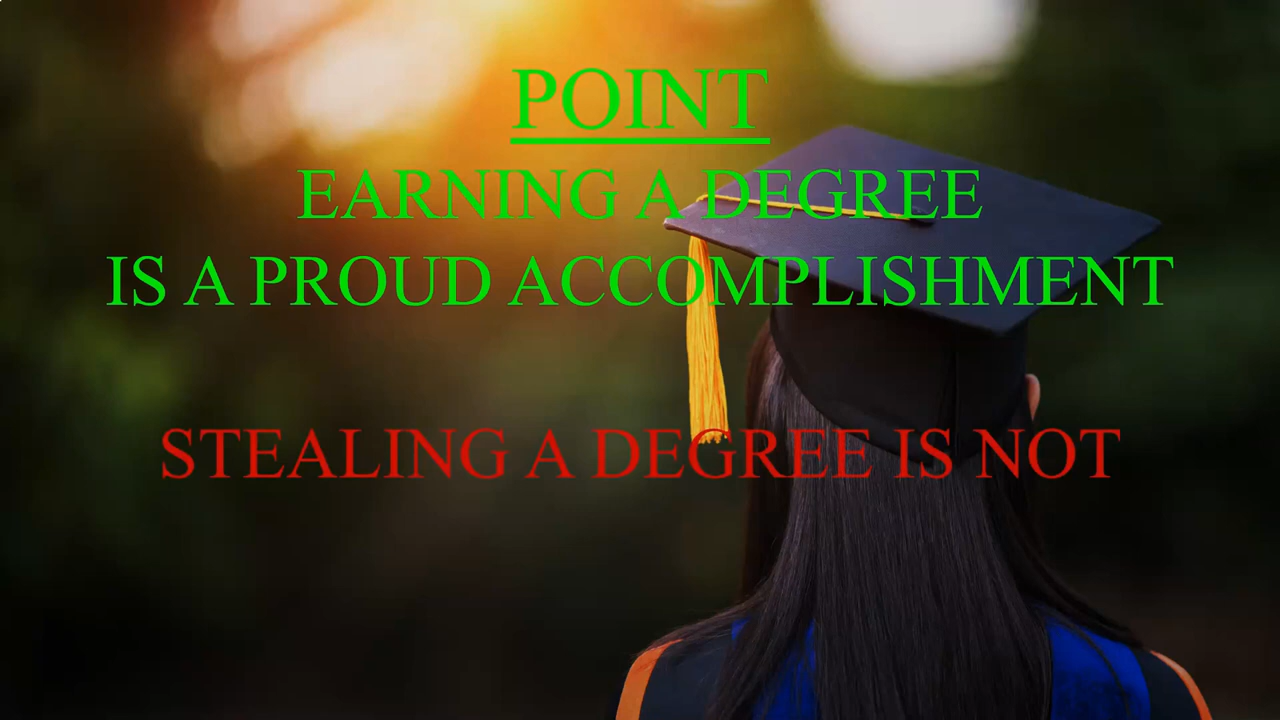 POINT
EARNING A DEGREE
IS A PROUD ACCOMPLISHMENT
STEALING A DEGREE IS NOT